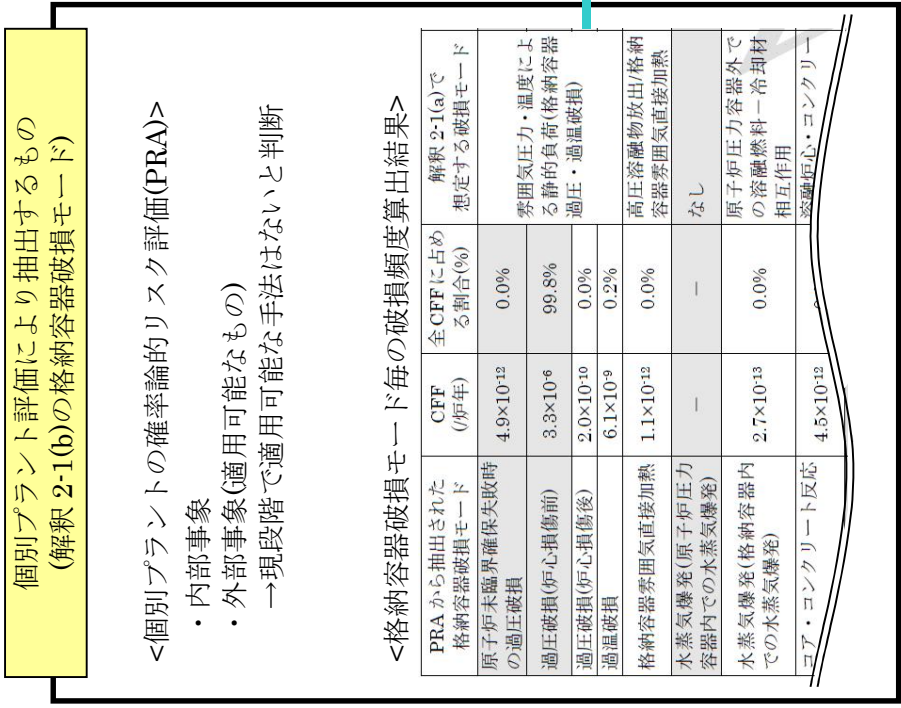 個別プラント評価により抽出するもの
(解釈 2-1(b)の格納容器破損モード)
<個別プラントの確率論的リスク評価(PRA)>
・内部事象
・外部事象(適用可能なもの)
→現段階で適用可能な手法はないと判断
<格納容器破損モード毎の破損頻度算出結果>
PRA から抽出された
格納容器破損モード
CFF
(/炉年)
全CFFに占め
る割合(%)
解釈 2-1(a)で
想定する破損モード
原子炉未臨界確保失敗時
の過圧破損
4.9×10⁻¹²
0.0%
雰囲気圧力・温度によ
る静的負荷(格納容器
過圧・過温破損)
過圧破損(炉心損傷前)
3.3×10⁻⁶
99.8%
過圧破損(炉心損傷後)
2.0×10⁻¹⁰
0.0%
過温破損
6.1×10⁻⁹
0.2%
格納容器雰囲気直接加熱
1.1×10⁻¹²
0.0%
高圧溶融物放出/格納
容器雰囲気直接加熱
水蒸気爆発(原子炉圧力
容器内での水蒸気爆発)
－
－
なし
水蒸気爆発(格納容器内
での水蒸気爆発)
2.7×10⁻¹³
0.0%
原子炉圧力容器外で
の溶融燃料－冷却材
相互作用
コア・コンクリート反応
4.5×10⁻¹²
溶融炉心・コンクリー